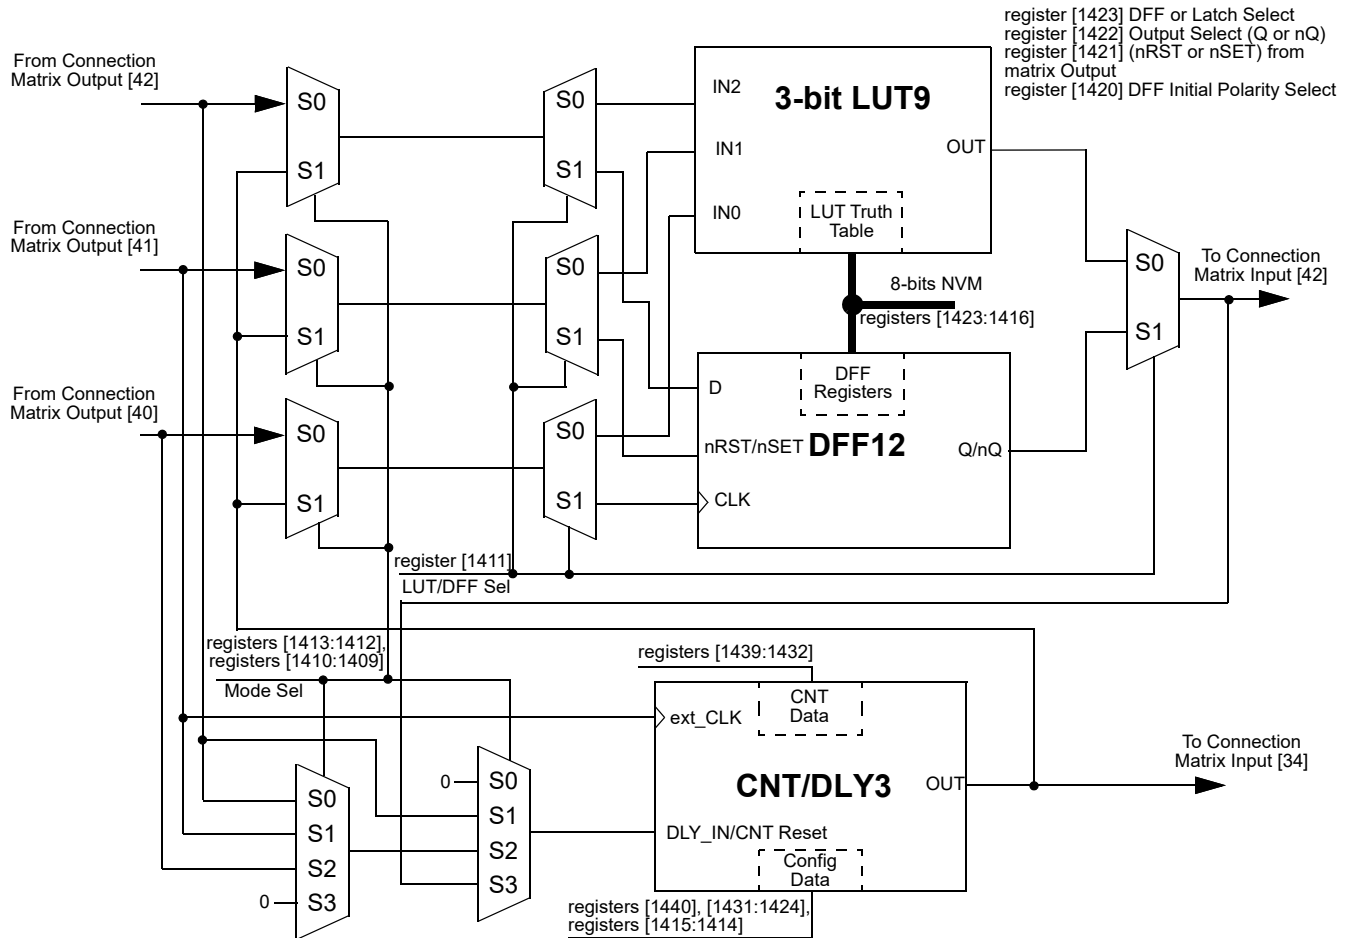 register [1423] DFF or Latch Select
register [1422] Output Select (Q or nQ)
register [1421] (nRST or nSET) from
matrix Output
register [1420] DFF Initial Polarity Select
From Connection
Matrix Output [42]
S0
S1
S0
S1
IN2
3-bit LUT9
IN1
OUT
IN0
LUT Truth
Table
From Connection
Matrix Output [41]
S0
S1
S0
S1
8-bits NVM
registers [1423:1416]
S0
S1
To Connection
Matrix Input [42]
From Connection
Matrix Output [40]
S0
S1
S0
S1
D
DFF
Registers
nRST/nSET
DFF12
Q/nQ
CLK
register [1411]
LUT/DFF Sel
registers [1413:1412],
registers [1410:1409]
Mode Sel
registers [1439:1432]
ext_CLK
CNT
Data
CNT/DLY3
OUT
To Connection
Matrix Input [34]
DLY_IN/CNT Reset
Config
Data
0
S0
S1
S2
S3
S0
S1
S2
0
S3
registers [1440], [1431:1424],
registers [1415:1414]